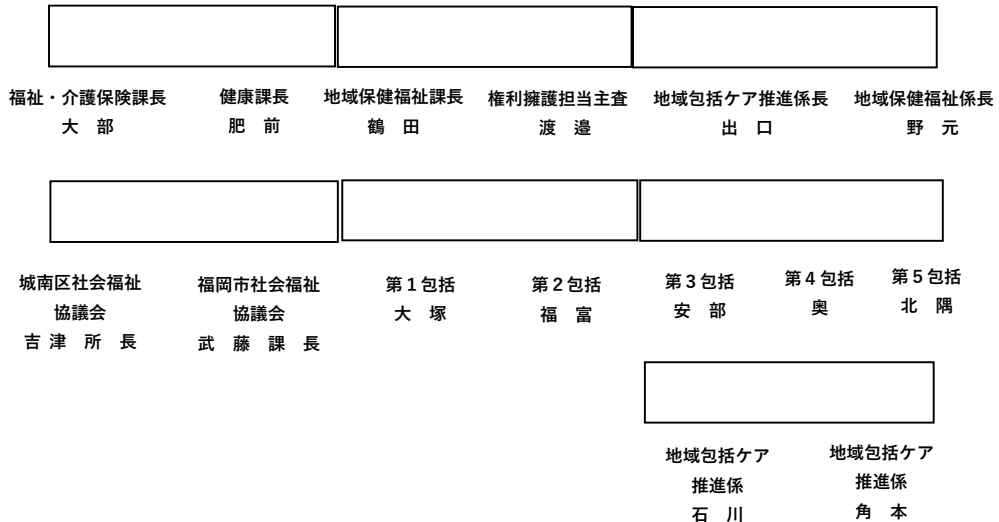 福祉・介護保険課長
大　部
健康課長
肥　前
地域保健福祉課長
鶴　田
権利擁護担当主査
渡　邉
地域包括ケア推進係長
出　口
地域保健福祉係長
野　元
城南区社会福祉
協議会
吉 津　所　長
福岡市社会福祉
協議会
武　藤　課　長
第１包括
大　塚
第２包括
福　富
第３包括
安　部
第４包括
奥
第５包括
北　隅
地域包括ケア
推進係
石　川
地域包括ケア
推進係
角　本